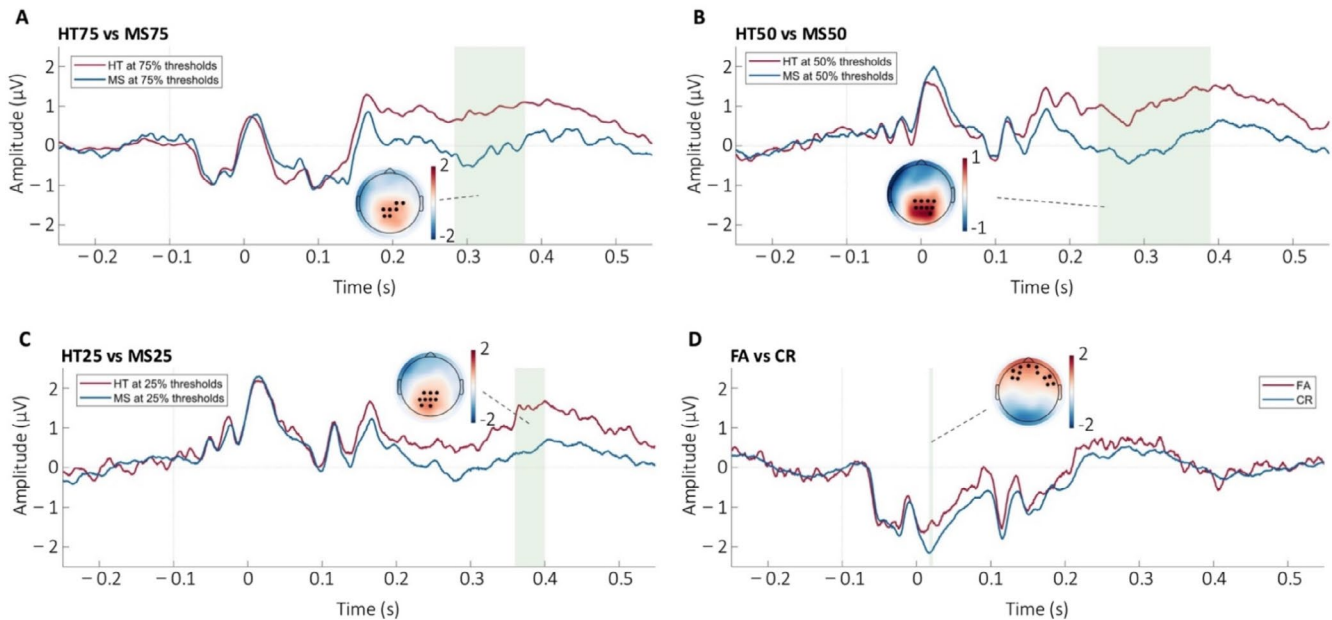 A
HT75 vs MS75
HT at 75% thresholds
MS at 75% thresholds
Amplitude (µV)
2
1
0
−1
−2
2
−2
−0.2
−0.1
0
0.1
0.2
0.3
0.4
0.5
Time (s)
B
HT50 vs MS50
HT at 50% thresholds
MS at 50% thresholds
Amplitude (µV)
2
1
0
−1
−2
1
-1
−0.2
−0.1
0
0.1
0.2
0.3
0.4
0.5
Time (s)
C
HT25 vs MS25
HT at 25% thresholds
MS at 25% thresholds
Amplitude (µV)
2
1
0
−1
−2
2
-2
−0.2
−0.1
0
0.1
0.2
0.3
0.4
0.5
Time (s)
D
FA vs CR
FA
CR
Amplitude (µV)
2
1
0
−1
−2
2
-2
−0.2
−0.1
0
0.1
0.2
0.3
0.4
0.5
Time (s)